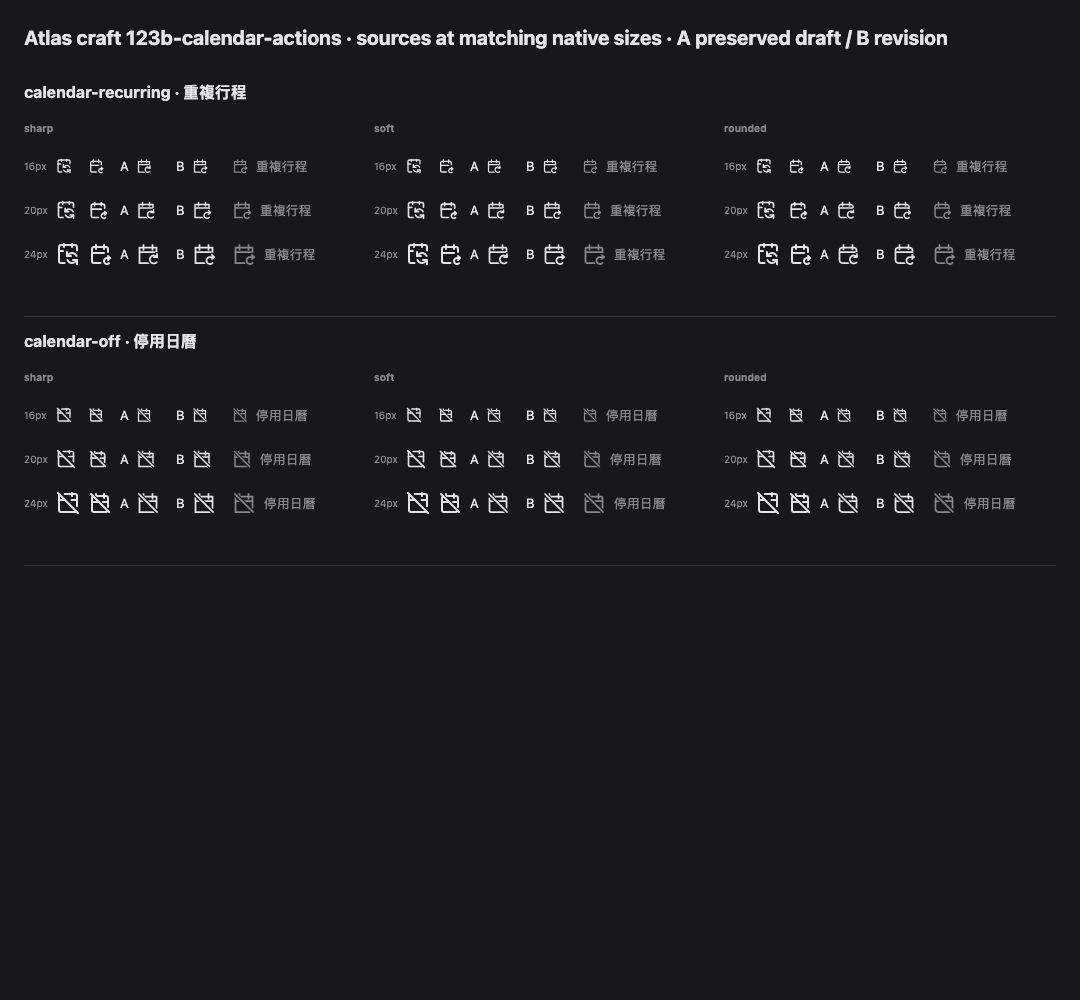 Atlas craft 123b-calendar-actions · sources at matching native sizes · A preserved draft / B revision
calendar-recurring · 重複行程
sharp soft rounded
16px A B 重複行程 16px A B 重複行程 16px A B 重複行程
20px A B 重複行程 20px A B 重複行程 20px A B 重複行程
24px A B 重複行程 24px A B 重複行程 24px A B 重複行程
calendar-off · 停用日曆
sharp soft rounded
16px A B 停用日曆 16px A B 停用日曆 16px A B 停用日曆
20px A B 停用日曆 20px A B 停用日曆 20px A B 停用日曆
24px A B 停用日曆 24px A B 停用日曆 24px A B 停用日曆